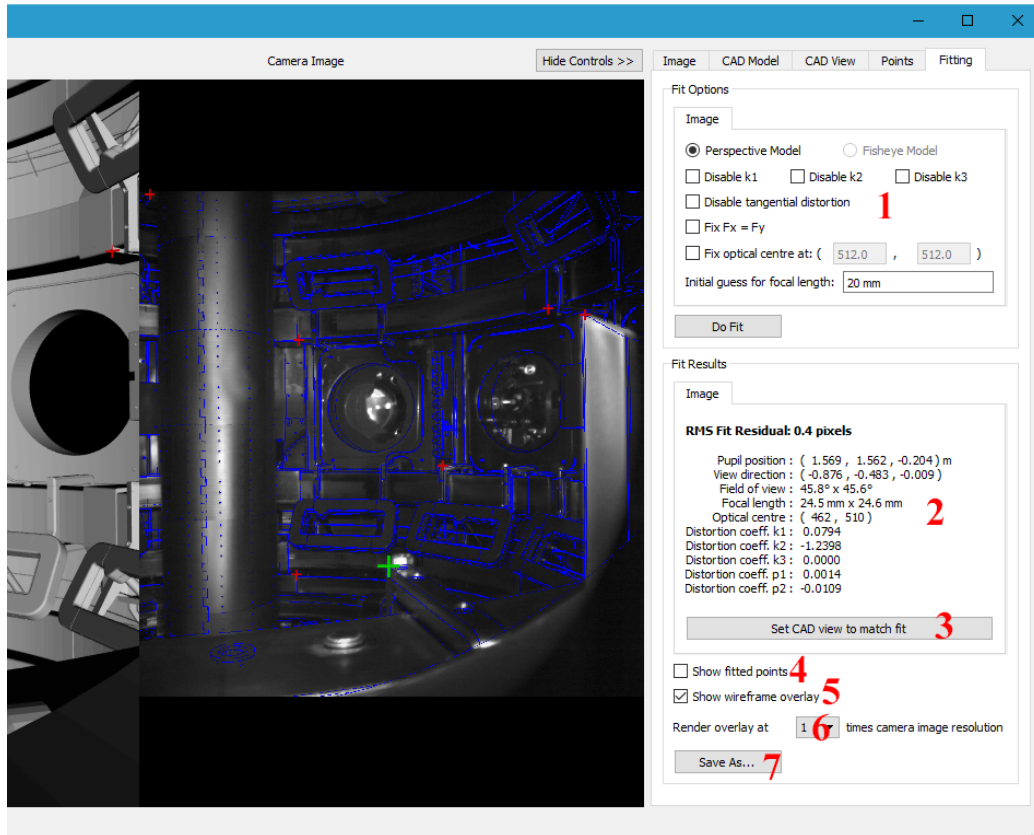 Camera Image
Hide Controls >>
Image CAD Model CAD View Points Fitting
Fit Options
Image
Perspective Model Fisheye Model
Disable k1 Disable k2 Disable k3
Disable tangential distortion
1
Fix Fx = Fy
Fix optical centre at: ( 512.0 , 512.0 )
Initial guess for focal length: 20 mm
Do Fit
Fit Results
Image
RMS Fit Residual: 0.4 pixels
Pupil position : ( 1.569 , 1.562 , -0.204 ) m
View direction : ( -0.876 , -0.483 , -0.009 )
Field of view : 45.8° x 45.6°
Focal length : 24.5 mm x 24.6 mm
Optical centre : ( 462 , 510 )
2
Distortion coeff. k1 : 0.0794
Distortion coeff. k2 : -1.2398
Distortion coeff. k3 : 0.0000
Distortion coeff. p1 : 0.0014
Distortion coeff. p2 : -0.0109
Set CAD view to match fit 3
Show fitted points 4
Show wireframe overlay 5
Render overlay at 1 6 times camera image resolution
Save As... 7